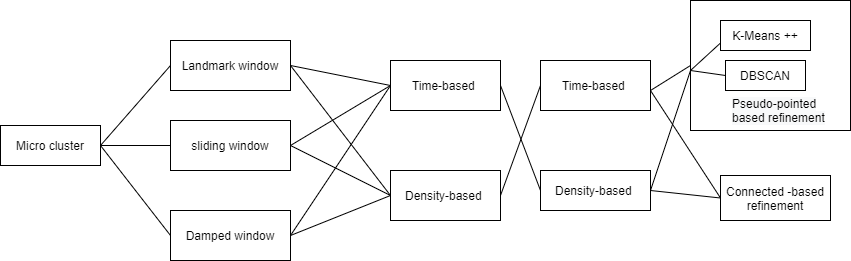 Micro cluster
Landmark window
sliding window
Damped window
Time-based
Density-based
Time-based
Density-based
K-Means ++
DBSCAN
Pseudo-pointed
based refinement
Connected -based
refinement